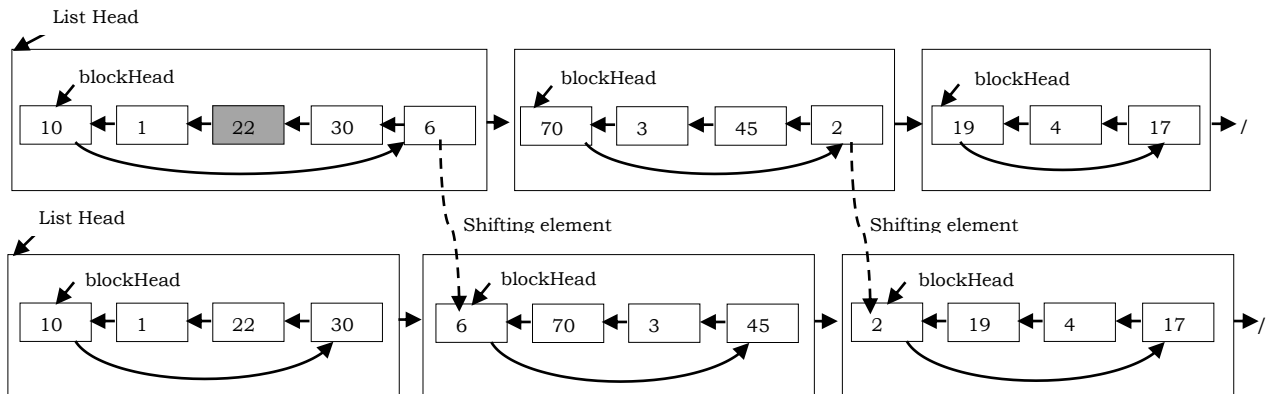 List Head
blockHead blockHead blockHead
10 1 22 30 6 70 3 45 2 19 4 17 /
List Head
Shifting element Shifting element
blockHead blockHead blockHead
10 1 22 30 6 70 3 45 2 19 4 17 /